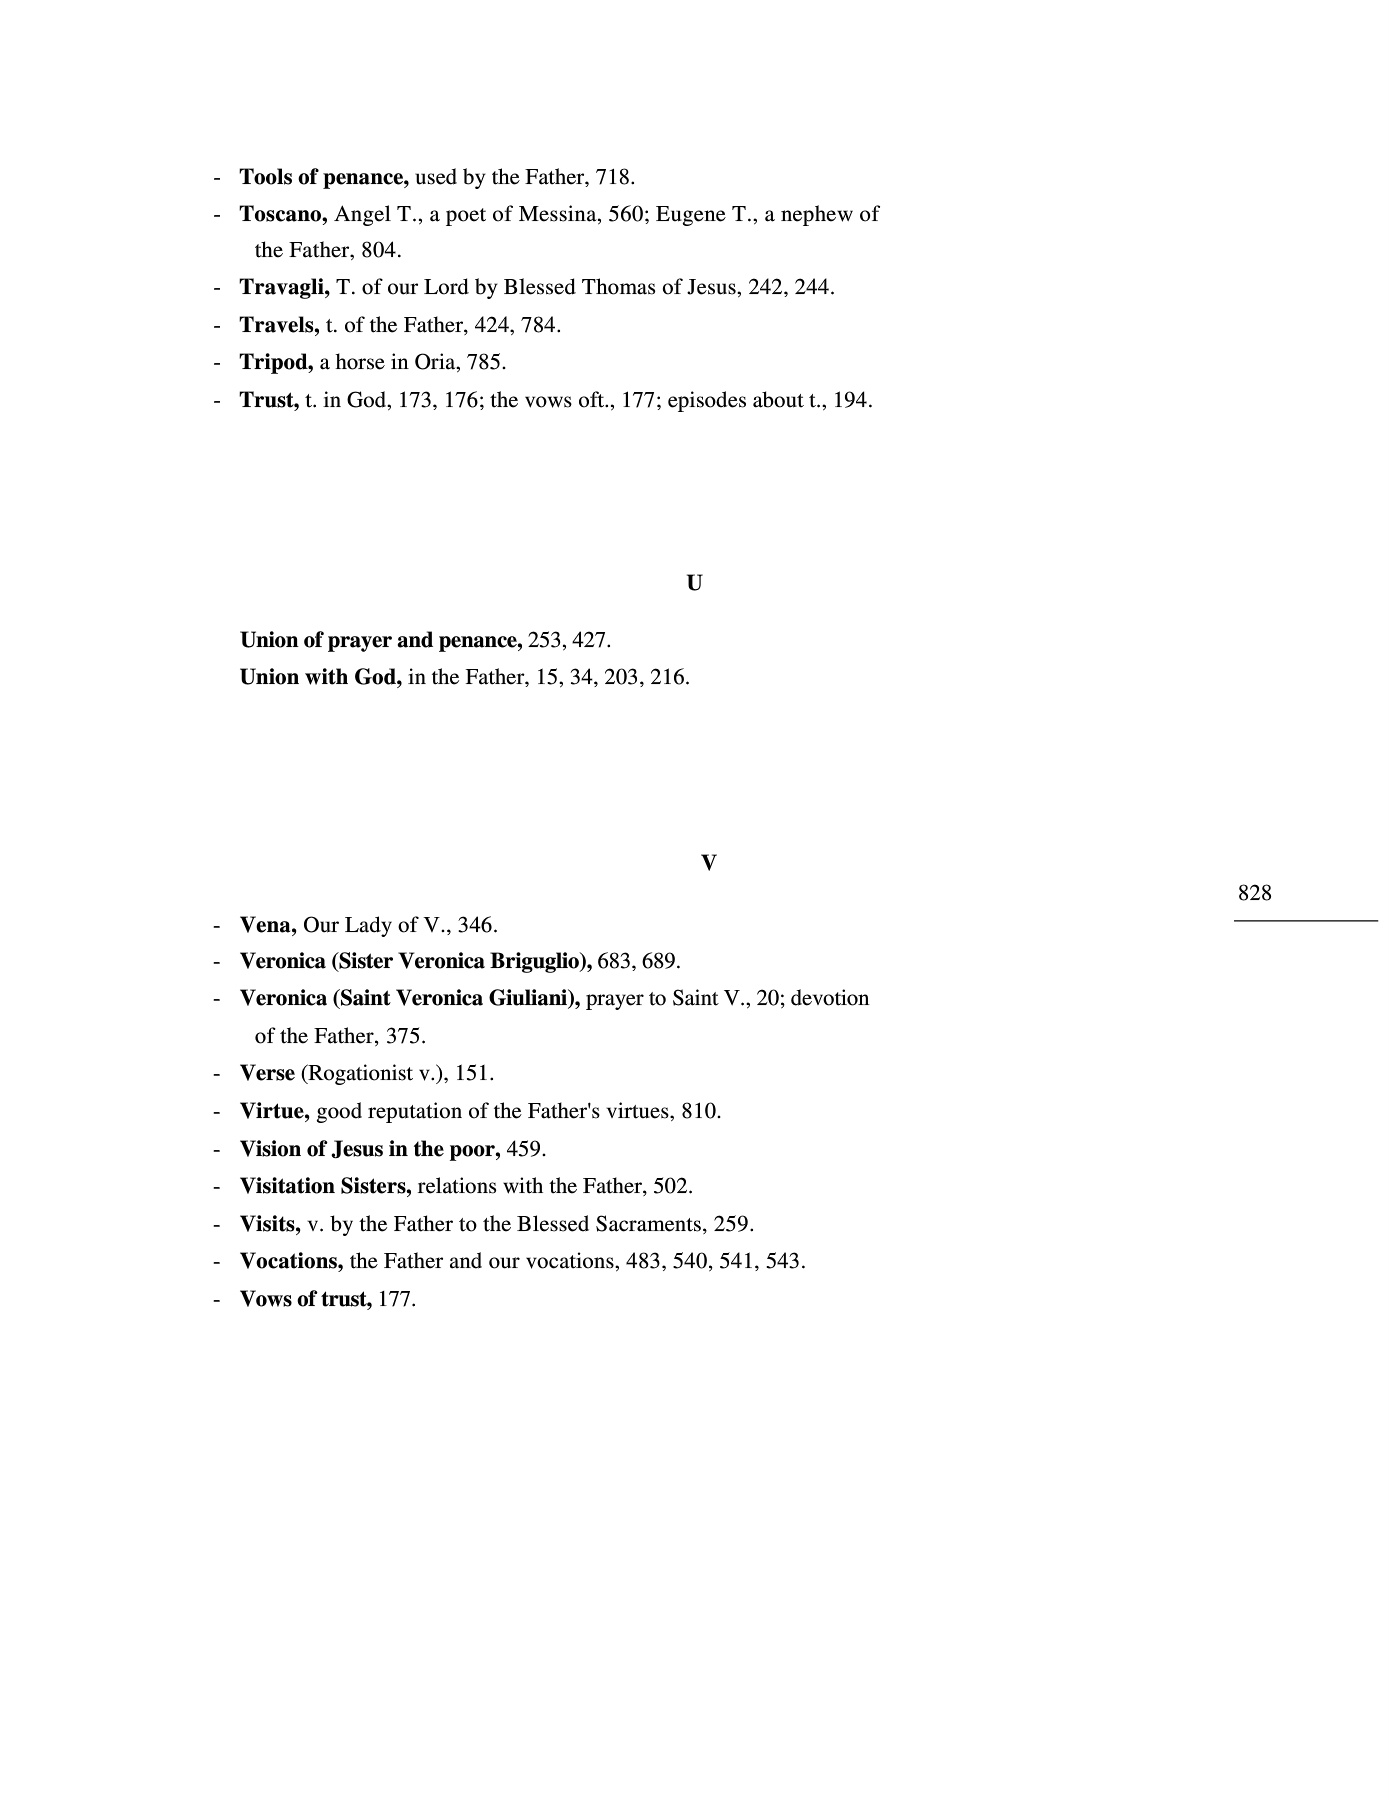 - Tools of penance, used by the Father, 718.
- Toscano, Angel T., a poet of Messina, 560; Eugene T., a nephew of
the Father, 804.
- Travagli, T. of our Lord by Blessed Thomas of Jesus, 242, 244.
- Travels, t. of the Father, 424, 784.
- Tripod, a horse in Oria, 785.
- Trust, t. in God, 173, 176; the vows oft., 177; episodes about t., 194.
U
Union of prayer and penance, 253, 427.
Union with God, in the Father, 15, 34, 203, 216.
V
828
- Vena, Our Lady of V., 346.
- Veronica (Sister Veronica Briguglio), 683, 689.
- Veronica (Saint Veronica Giuliani), prayer to Saint V., 20; devotion
of the Father, 375.
- Verse (Rogationist v.), 151.
- Virtue, good reputation of the Father's virtues, 810.
- Vision of Jesus in the poor, 459.
- Visitation Sisters, relations with the Father, 502.
- Visits, v. by the Father to the Blessed Sacraments, 259.
- Vocations, the Father and our vocations, 483, 540, 541, 543.
- Vows of trust, 177.